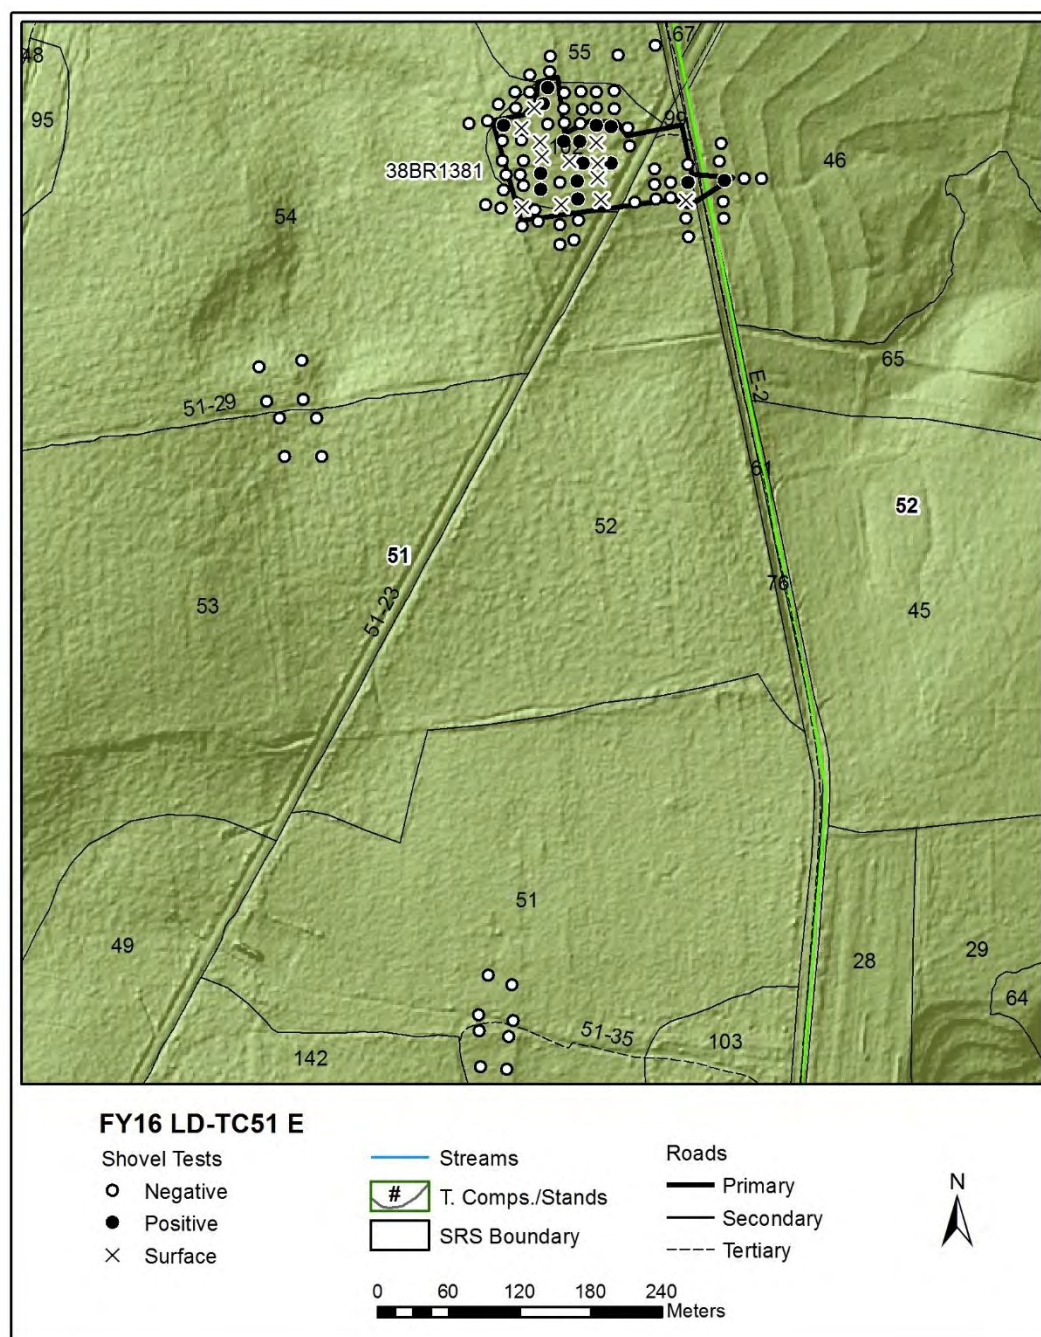 67
55
48
95
99
102
46
38BR1381
54
65
E-2
51-29
61
52
52
51
76
53
51-23
45
51
49
29
28
64
51-35
103
142
FY16 LD-TC51 E
Shovel Tests
Negative
Positive
Surface
Streams
# T. Comps./Stands
SRS Boundary
Roads
Primary
Secondary
Tertiary
N
0 60 120 180 240
Meters